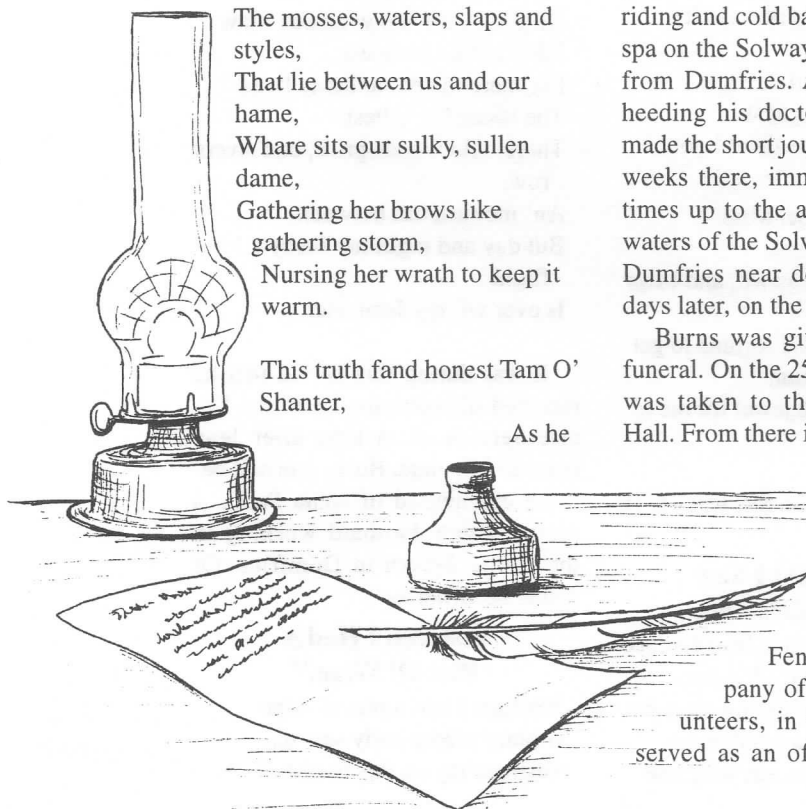 The mosses, waters, slaps and
styles,
That lie between us and our
hame,
Whare sits our sulky, sullen
dame,
Gathering her brows like
gathering storm,
Nursing her wrath to keep it
warm.
This truth fand honest Tam O'
Shanter,
As he
riding and cold ba
spa on the Solway
from Dumfries. A
heeding his docto
made the short jou
weeks there, imm
times up to the a
waters of the Solw
Dumfries near de
days later, on the
Burns was giv
funeral. On the 25
was taken to the
Hall. From there i
Fen
pany of
unteers, in
served as an of